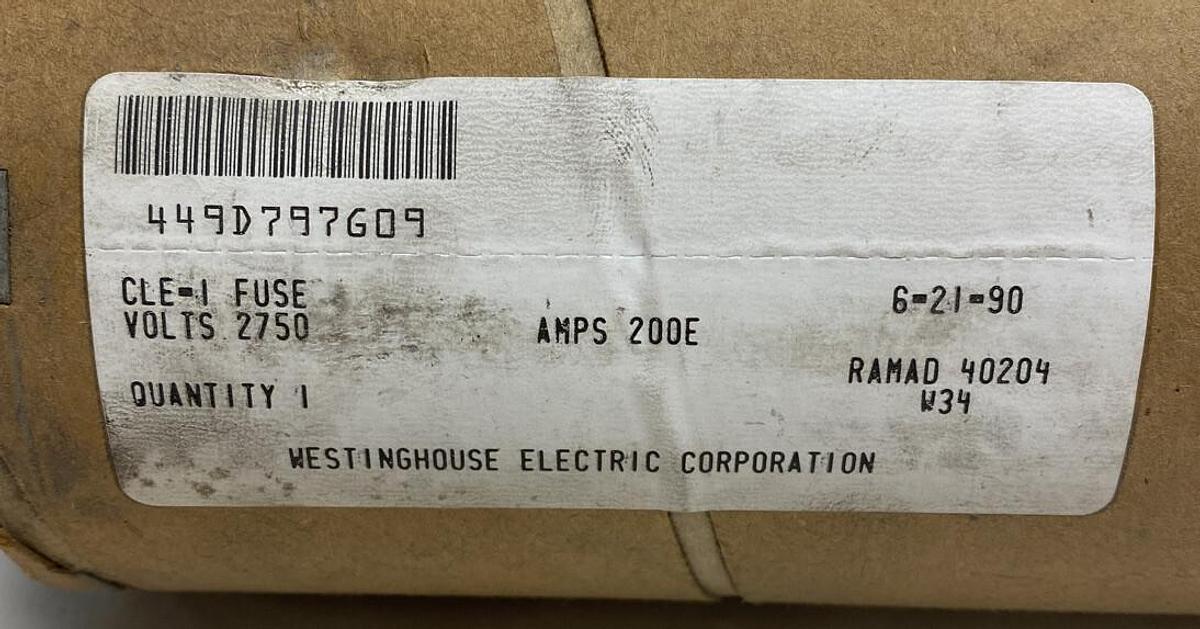 449D797G09
CLE-1 FUSE
6-21-90
VOLTS 2750
AMPS 200E
RAMAD 40204
QUANTITY 1
W34
WESTINGHOUSE ELECTRIC CORPORATION